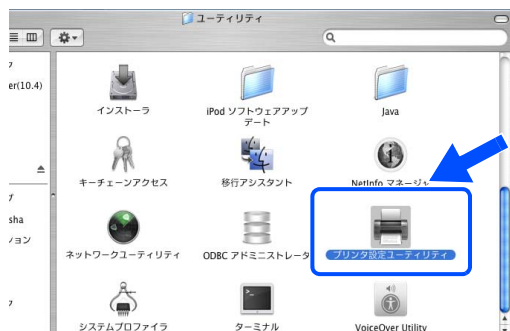 ユーティリティ
er(10.4)
インストーラ
iPod ソフトウェアアップ
デート
Java
キーチェーンアクセス
移行アシスタント
NetInfo マネージャ
sha
ション
ネットワークユーティリティ
ODBC アドミニストレータ
プリンタ設定ユーティリティ
システムプロファイラ
ターミナル
VoiceOver Utility